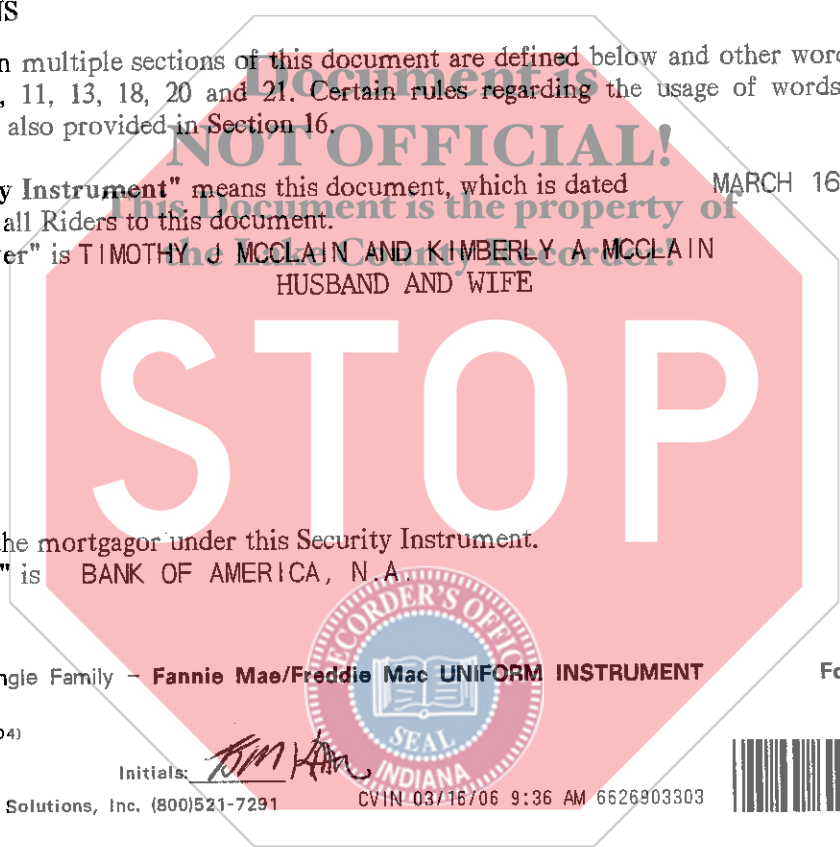 NS
n multiple sections of this document are defined below and other word
, 11, 13, 18, 20 and 21. Certain rules regarding the usage of words
also provided in Section 16.
Document is
NOT OFFICIAL!
This Document is the property of
the Lake County Recorder!
y Instrument" means this document, which is dated MARCH 16
all Riders to this document.
er" is TIMOTHY J MCCLAIN AND KIMBERLY A MCCLAIN
HUSBAND AND WIFE
STOP
he mortgagor under this Security Instrument.
" is BANK OF AMERICA, N.A.
RECORDER'S OFFICE
SEAL
INDIANA
ngle Family – Fannie Mae/Freddie Mac UNIFORM INSTRUMENT Fo
04)
Initials: TJM KAM
Solutions, Inc. (800)521-7291 CVIN 03/16/06 9:36 AM 6626903303